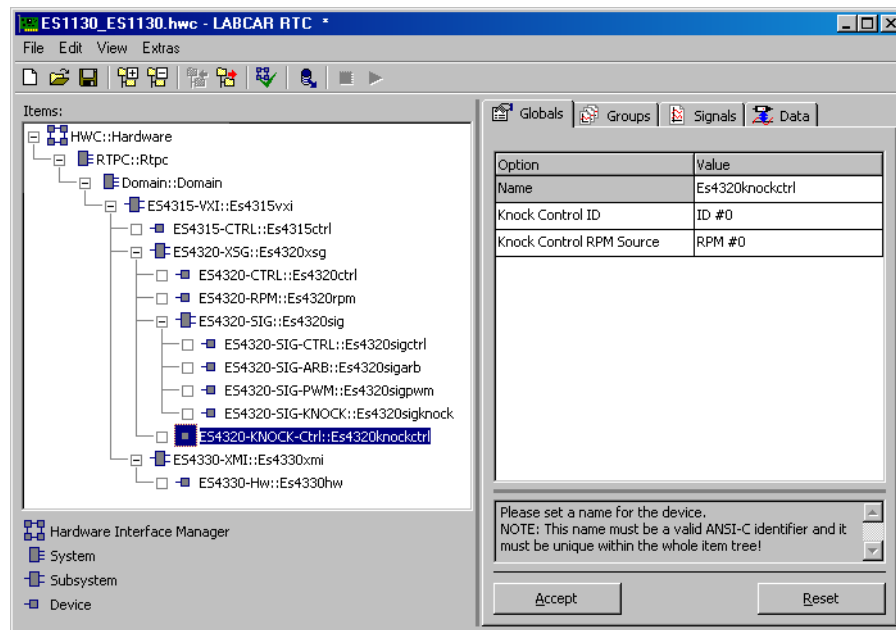 ES1130_ES1130.hwc - LABCAR RTC *
File Edit View Extras
Items:
HWC::Hardware
RTPC::Rtpc
Domain::Domain
ES4315-VXI::Es4315vxi
ES4315-CTRL::Es4315ctrl
ES4320-XSG::Es4320xsg
ES4320-CTRL::Es4320ctrl
ES4320-RPM::Es4320rpm
ES4320-SIG::Es4320sig
ES4320-SIG-CTRL::Es4320sigctrl
ES4320-SIG-ARB::Es4320sigarb
ES4320-SIG-PWM::Es4320sigpwm
ES4320-SIG-KNOCK::Es4320sigknock
ES4320-KNOCK-Ctrl::Es4320knockctrl
ES4330-XMI::Es4330xmi
ES4330-Hw::Es4330hw
Hardware Interface Manager
System
Subsystem
Device
Globals Groups Signals Data
Option Value
Name Es4320knockctrl
Knock Control ID ID #0
Knock Control RPM Source RPM #0
Please set a name for the device.
NOTE: This name must be a valid ANSI-C identifier and it
must be unique within the whole item tree!
Accept Reset